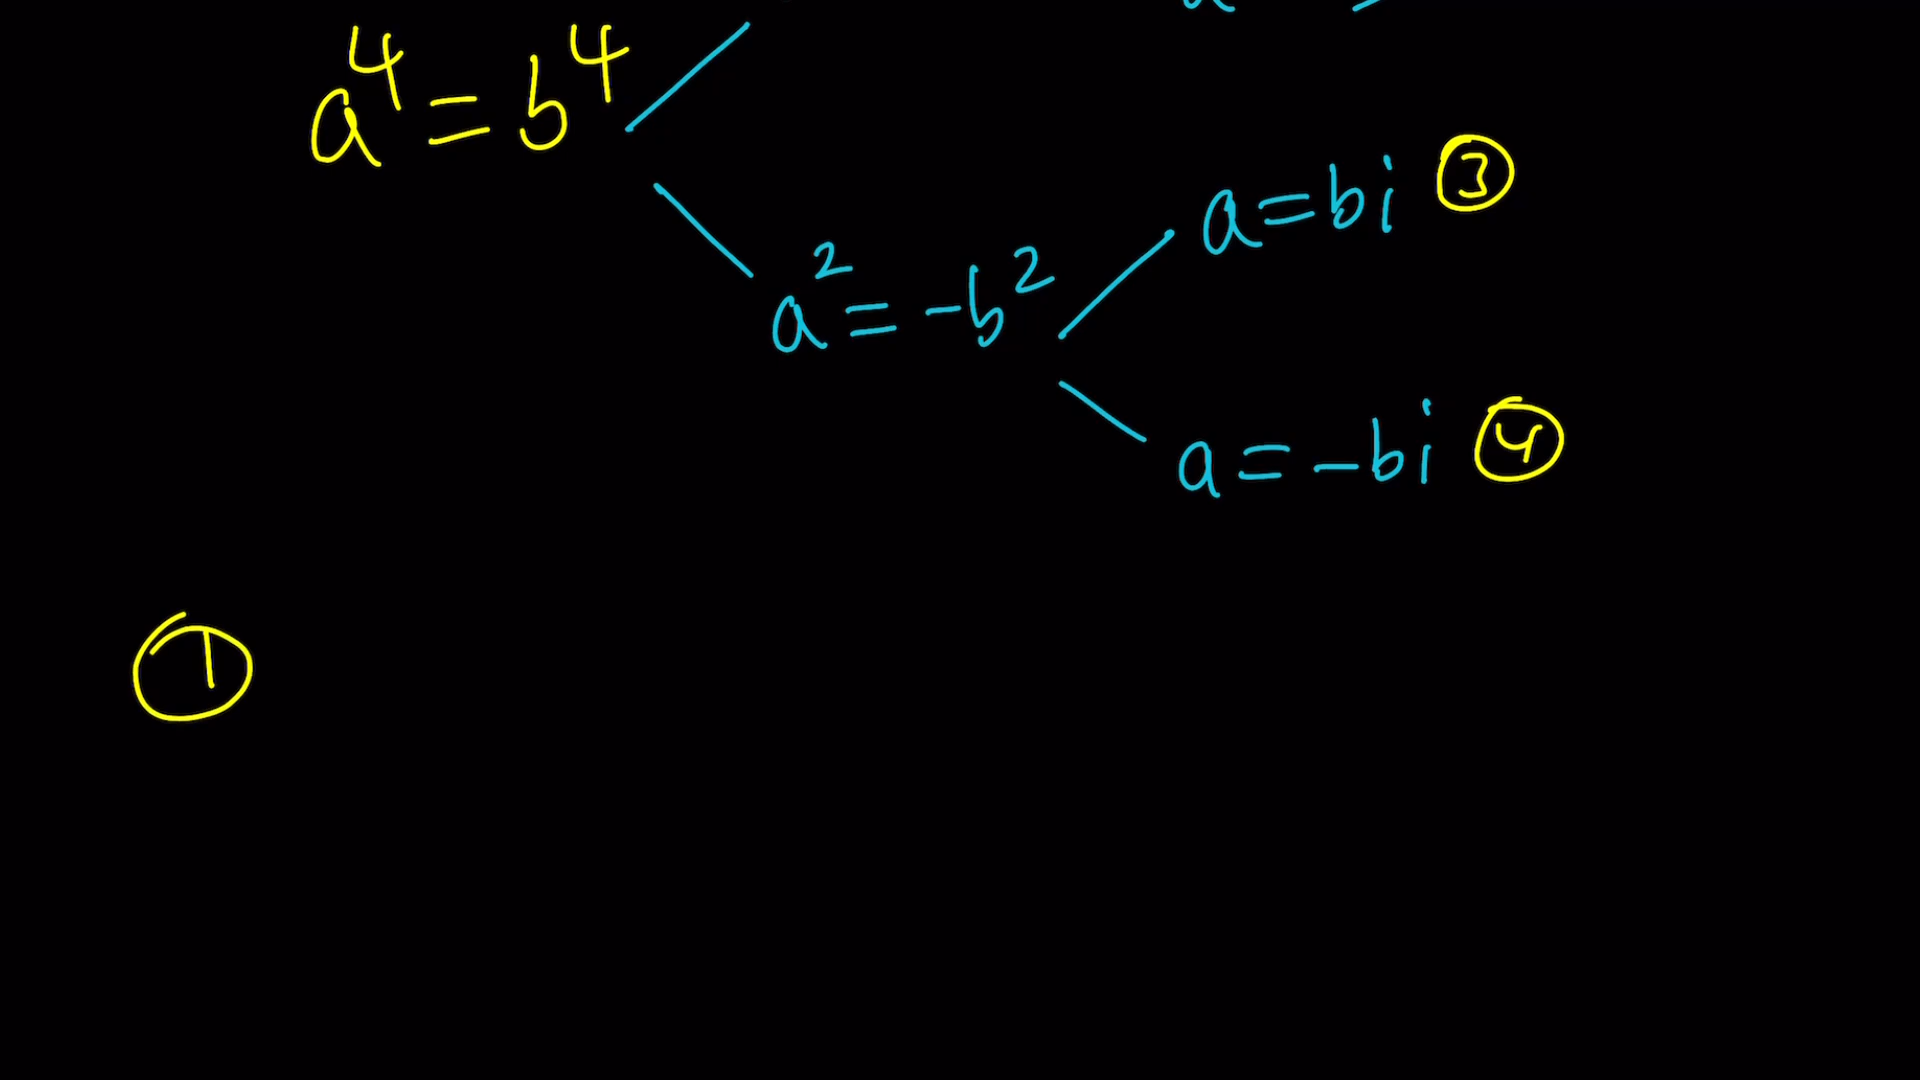 a⁴ = b⁴
a = bi ③
a² = -b²
a = -bi ④
①